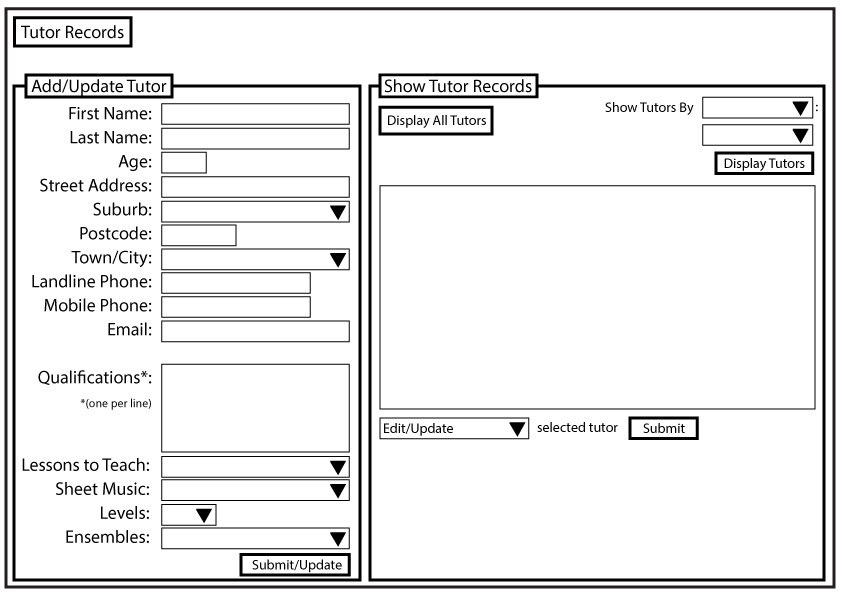 Tutor Records
Add/Update Tutor
First Name:
Last Name:
Age:
Street Address:
Suburb:
Postcode:
Town/City:
Landline Phone:
Mobile Phone:
Email:
Qualifications*:
*(one per line)
Lessons to Teach:
Sheet Music:
Levels:
Ensembles:
Submit/Update
Show Tutor Records
Display All Tutors
Show Tutors By :
Display Tutors
Edit/Update selected tutor Submit